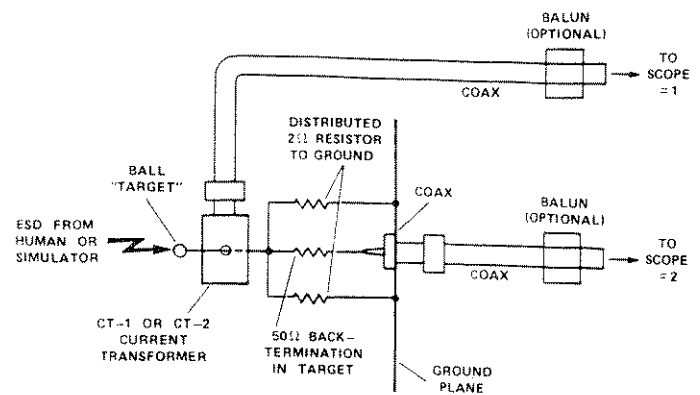 BALUN
(OPTIONAL)
TO
SCOPE
=1
COAX
DISTRIBUTED
2Ω RESISTOR
TO GROUND
BALL
"TARGET"
COAX
BALUN
(OPTIONAL)
ESD FROM
HUMAN OR
SIMULATOR
TO
SCOPE
=2
COAX
CT-1 OR CT-2
CURRENT
TRANSFORMER
50Ω BACK-
TERMINATION
IN TARGET
GROUND
PLANE